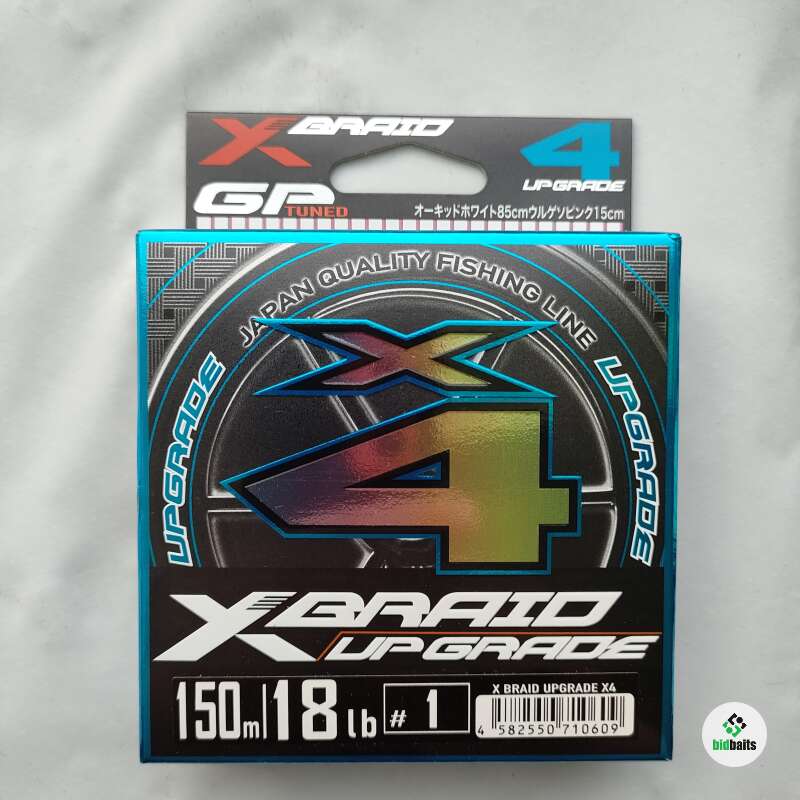 X BRAID
4
UPGRADE
GP
TUNED
オーキッドホワイト85cmウルゲソピンク15cm
JAPAN QUALITY FISHING LINE
UPGRADE
UPGRADE
X
4
X BRAID
UPGRADE
150m 18lb #1
X BRAID UPGRADE X4
4 582550 710609
bidbaits